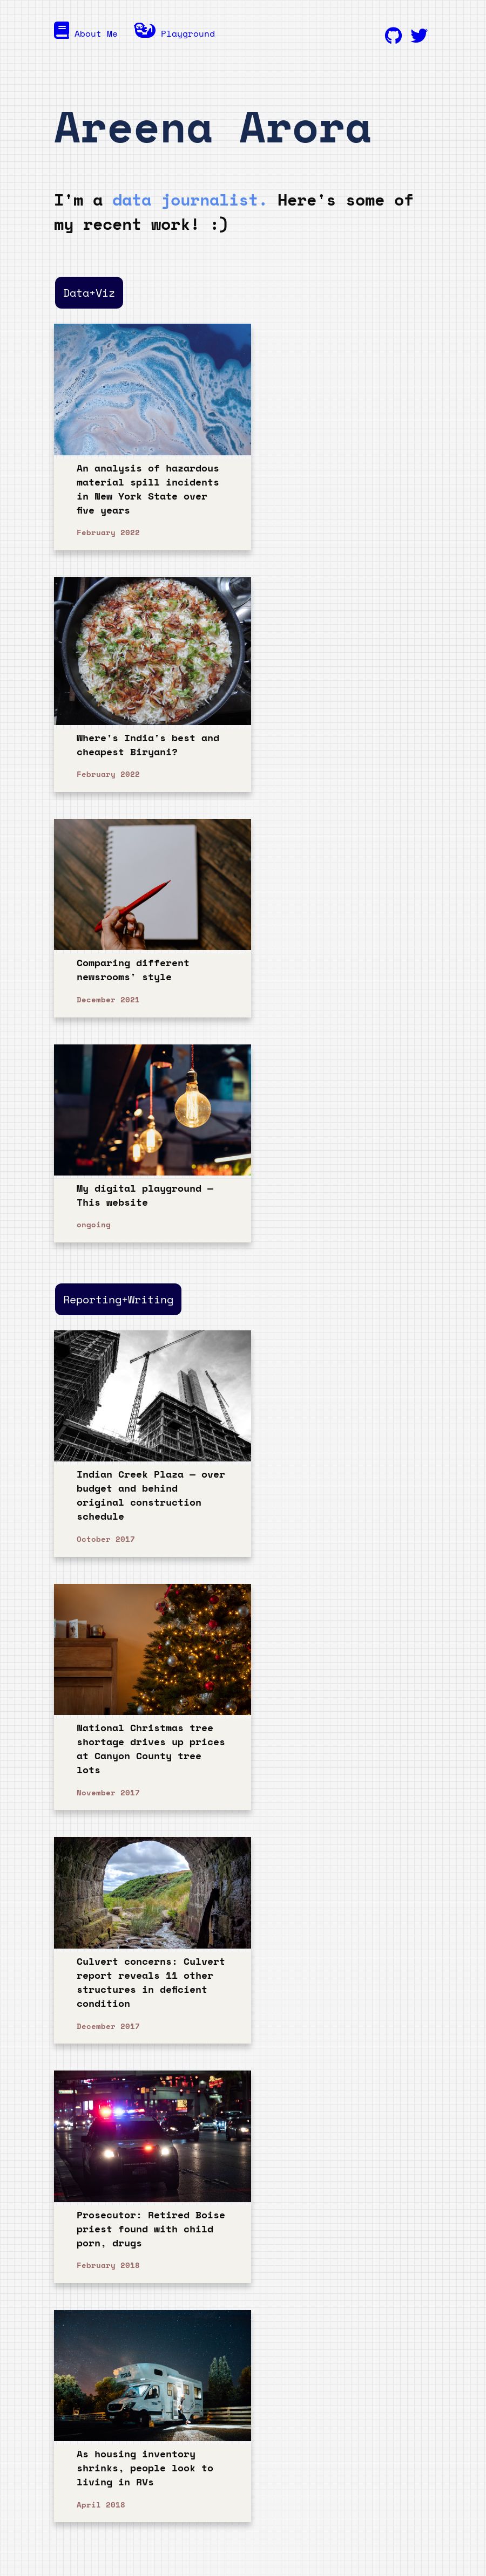 About Me
Playground
Areena Arora
I'm a data journalist. Here's some of
my recent work! :)
Data+Viz
An analysis of hazardous
material spill incidents
in New York State over
five years
February 2022
Where's India's best and
cheapest Biryani?
February 2022
Comparing different
newsrooms' style
December 2021
My digital playground —
This website
ongoing
Reporting+Writing
Indian Creek Plaza — over
budget and behind
original construction
schedule
October 2017
National Christmas tree
shortage drives up prices
at Canyon County tree
lots
November 2017
Culvert concerns: Culvert
report reveals 11 other
structures in deficient
condition
December 2017
Prosecutor: Retired Boise
priest found with child
porn, drugs
February 2018
As housing inventory
shrinks, people look to
living in RVs
April 2018